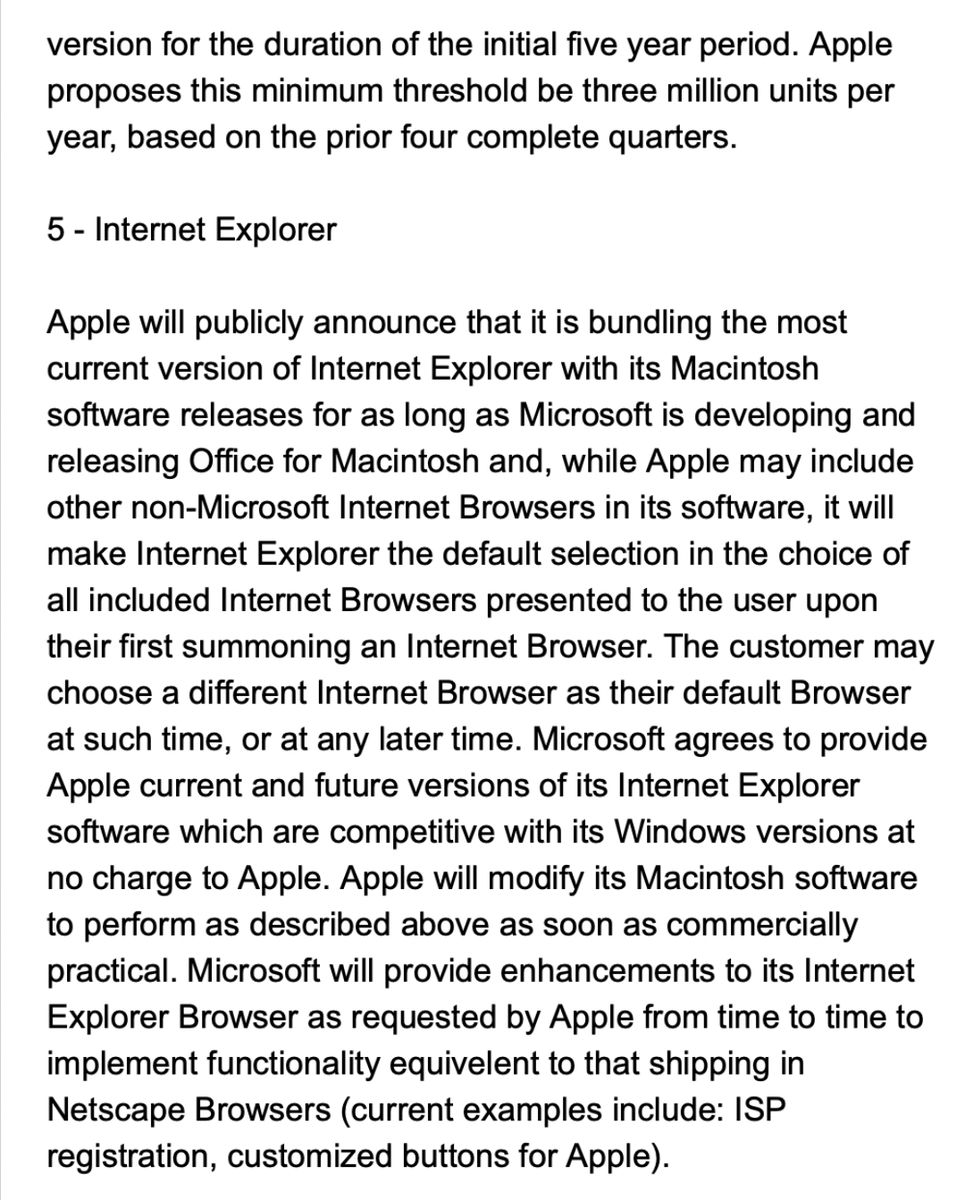 version for the duration of the initial five year period. Apple
proposes this minimum threshold be three million units per
year, based on the prior four complete quarters.
5 - Internet Explorer
Apple will publicly announce that it is bundling the most
current version of Internet Explorer with its Macintosh
software releases for as long as Microsoft is developing and
releasing Office for Macintosh and, while Apple may include
other non-Microsoft Internet Browsers in its software, it will
make Internet Explorer the default selection in the choice of
all included Internet Browsers presented to the user upon
their first summoning an Internet Browser. The customer may
choose a different Internet Browser as their default Browser
at such time, or at any later time. Microsoft agrees to provide
Apple current and future versions of its Internet Explorer
software which are competitive with its Windows versions at
no charge to Apple. Apple will modify its Macintosh software
to perform as described above as soon as commercially
practical. Microsoft will provide enhancements to its Internet
Explorer Browser as requested by Apple from time to time to
implement functionality equivelent to that shipping in
Netscape Browsers (current examples include: ISP
registration, customized buttons for Apple).